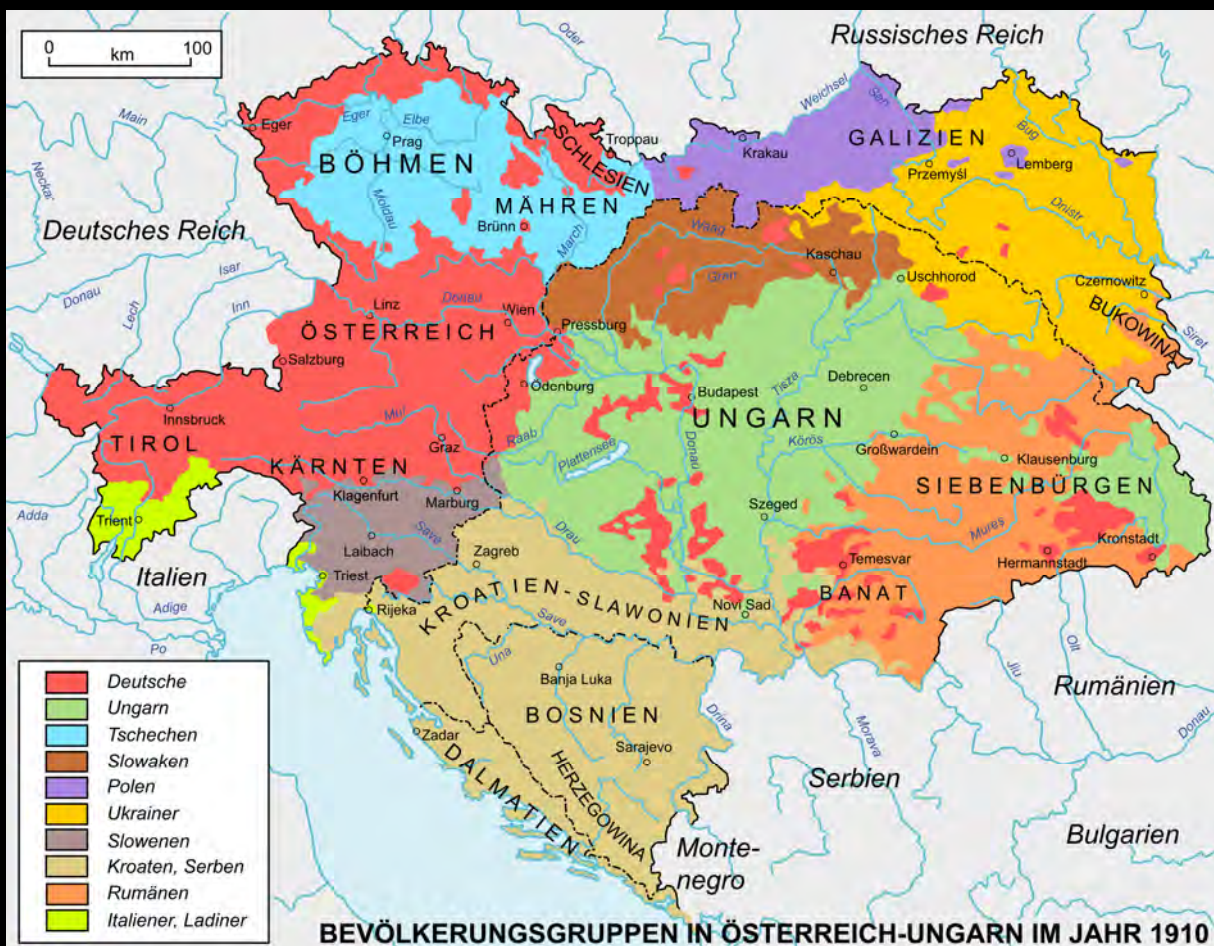 0 100
km
Russisches Reich
Oder
Main
Eger
Eger
Elbe
Prag
BÖHMEN
Moldau
Troppau
SCHLESIEN
MÄHREN
Brünn
March
Weichsel
San
Krakau
GALIZIEN
Bug
Lemberg
Przemyśl
Dnistr
Deutsches Reich
Isar
Inn
Donau
Lech
Linz
Donau
Wien
ÖSTERREICH
Salzburg
Pressburg
Waag
Gran
Kaschau
Uschhorod
Czernowitz
BUKOWINA
Siret
Ödenburg
Innsbruck
TIROL
Mur
Graz
Raab
Plattensee
Budapest
UNGARN
Donau
Tisza
Debrecen
Körös
Großwardein
Klausenburg
SIEBENBÜRGEN
KÄRNTEN
Klagenfurt
Marburg
Adda
Trient
Save
Laibach
Drau
Szeged
Mures
Kronstadt
Hermannstadt
Temesvar
BANAT
Italien
Triest
Zagreb
Adige
Po
Rijeka
KROATIEN-SLAWONIEN
Save
Novi Sad
Una
Banja Luka
BOSNIEN
Drina
Sarajevo
Zadar
DALMATIEN
HERZEGOWINA
Morava
Serbien
Jiu
Olt
Rumänien
Donau
Bulgarien
Monte-
negro
Deutsche
Ungarn
Tschechen
Slowaken
Polen
Ukrainer
Slowenen
Kroaten, Serben
Rumänen
Italiener, Ladiner
BEVÖLKERUNGSGRUPPEN IN ÖSTERREICH-UNGARN IM JAHR 1910